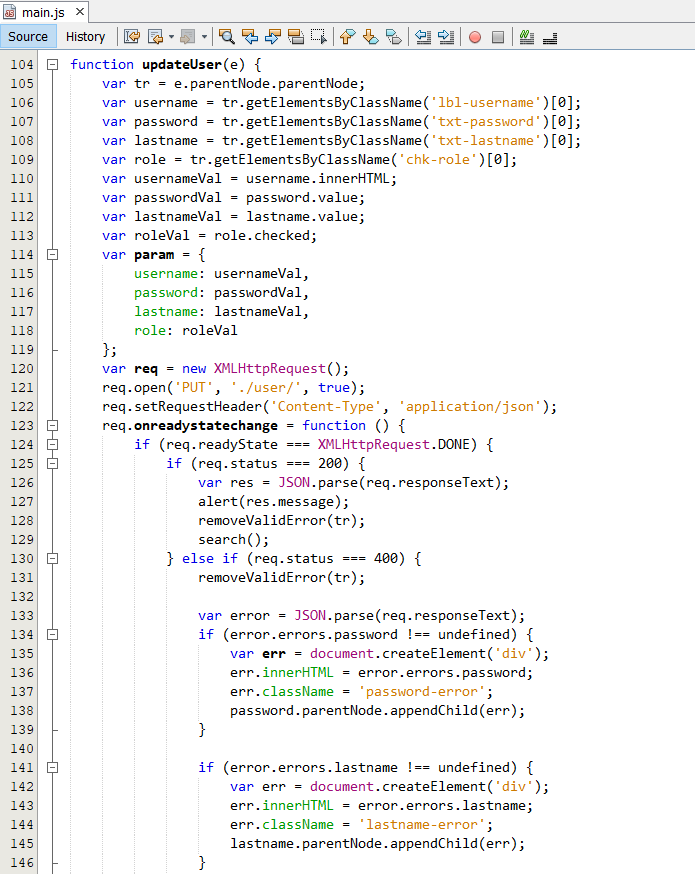 main.js
Source History
104 function updateUser(e) {
105     var tr = e.parentNode.parentNode;
106     var username = tr.getElementsByClassName('lbl-username')[0];
107     var password = tr.getElementsByClassName('txt-password')[0];
108     var lastname = tr.getElementsByClassName('txt-lastname')[0];
109     var role = tr.getElementsByClassName('chk-role')[0];
110     var usernameVal = username.innerHTML;
111     var passwordVal = password.value;
112     var lastnameVal = lastname.value;
113     var roleVal = role.checked;
114     var param = {
115         username: usernameVal,
116         password: passwordVal,
117         lastname: lastnameVal,
118         role: roleVal
119     };
120     var req = new XMLHttpRequest();
121     req.open('PUT', './user/', true);
122     req.setRequestHeader('Content-Type', 'application/json');
123     req.onreadystatechange = function () {
124         if (req.readyState === XMLHttpRequest.DONE) {
125             if (req.status === 200) {
126                 var res = JSON.parse(req.responseText);
127                 alert(res.message);
128                 removeValidError(tr);
129                 search();
130             } else if (req.status === 400) {
131                 removeValidError(tr);
132
133                 var error = JSON.parse(req.responseText);
134                 if (error.errors.password !== undefined) {
135                     var err = document.createElement('div');
136                     err.innerHTML = error.errors.password;
137                     err.className = 'password-error';
138                     password.parentNode.appendChild(err);
139                 }
140
141                 if (error.errors.lastname !== undefined) {
142                     var err = document.createElement('div');
143                     err.innerHTML = error.errors.lastname;
144                     err.className = 'lastname-error';
145                     lastname.parentNode.appendChild(err);
146                 }